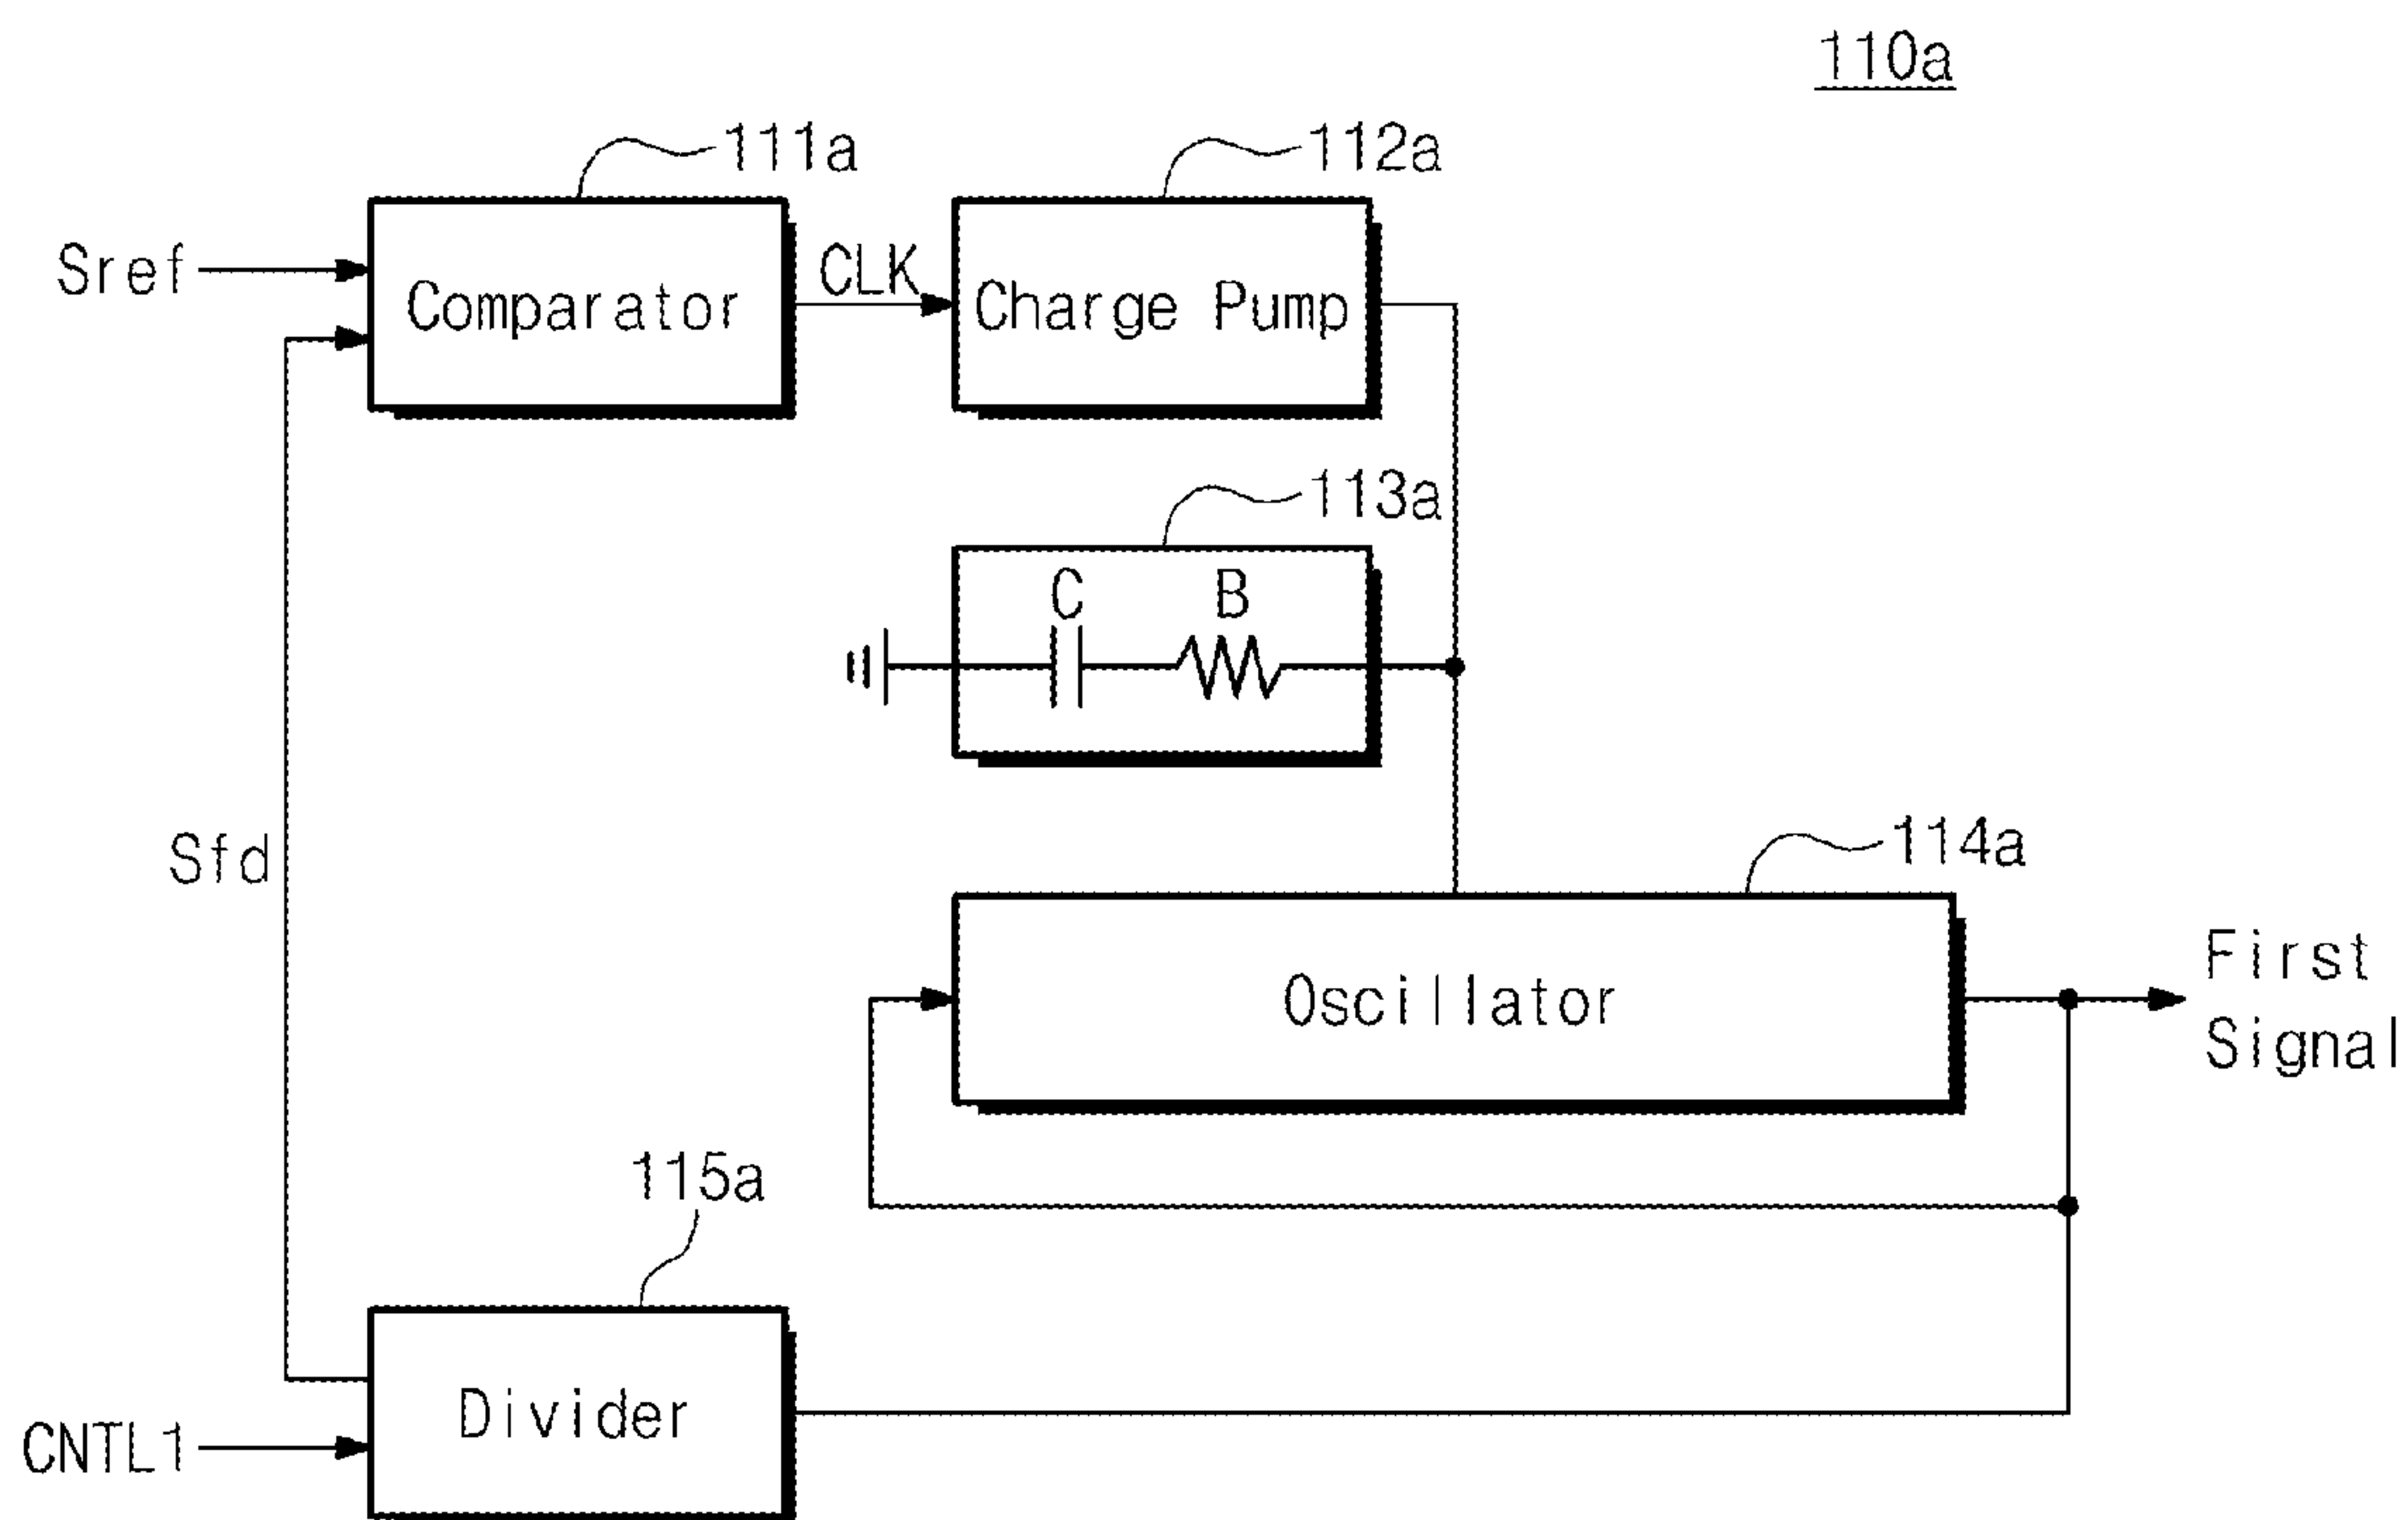 110a
111a
112a
Sref
Comparator
CLK
Charge Pump
113a
C
B
Sfd
114a
Oscillator
First
Signal
115a
Divider
CNTL1